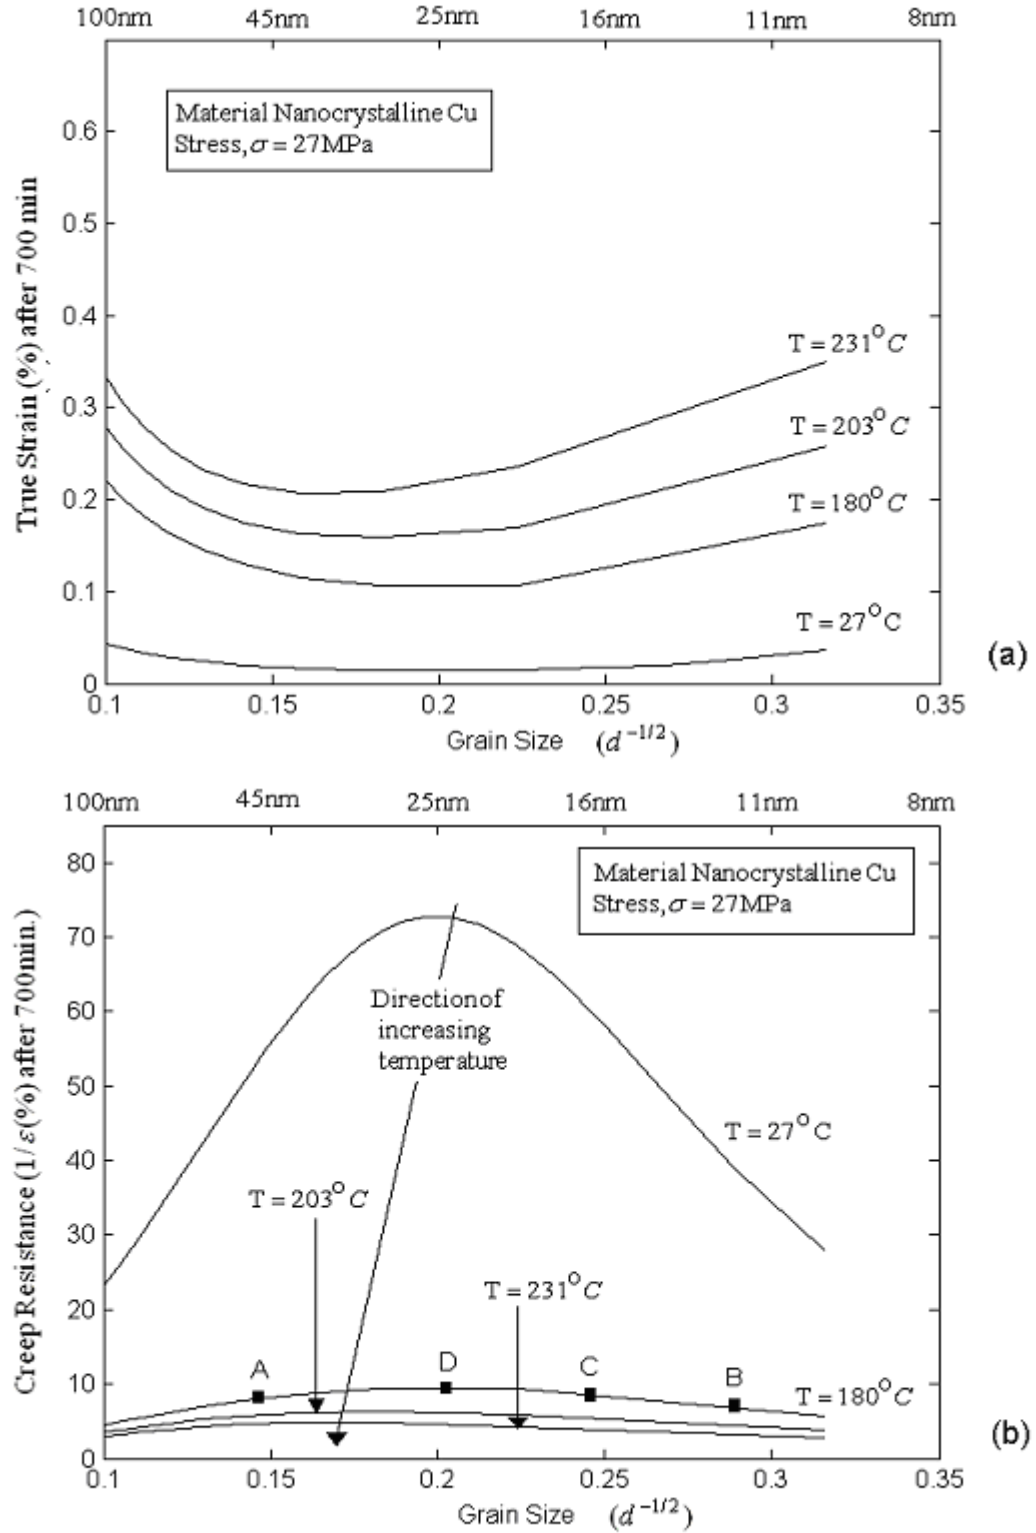 100nm 45nm 25nm 16nm 11nm 8nm
Material Nanocrystalline Cu
Stress, σ = 27MPa
0.6
0.5
0.4
0.3
0.2
0.1
0
True Strain (%) after 700 min
T = 231°C
T = 203°C
T = 180°C
T = 27°C
(a)
0.1 0.15 0.2 0.25 0.3 0.35
Grain Size (d^-1/2)
100nm 45nm 25nm 16nm 11nm 8nm
Material Nanocrystalline Cu
Stress, σ = 27MPa
80
70
60
50
40
30
20
10
0
Creep Resistance (1/ε(%) after 700min.
Direction of
increasing
temperature
T = 27°C
T = 203°C
T = 231°C
A D C B
T = 180°C
(b)
0.1 0.15 0.2 0.25 0.3 0.35
Grain Size (d^-1/2)